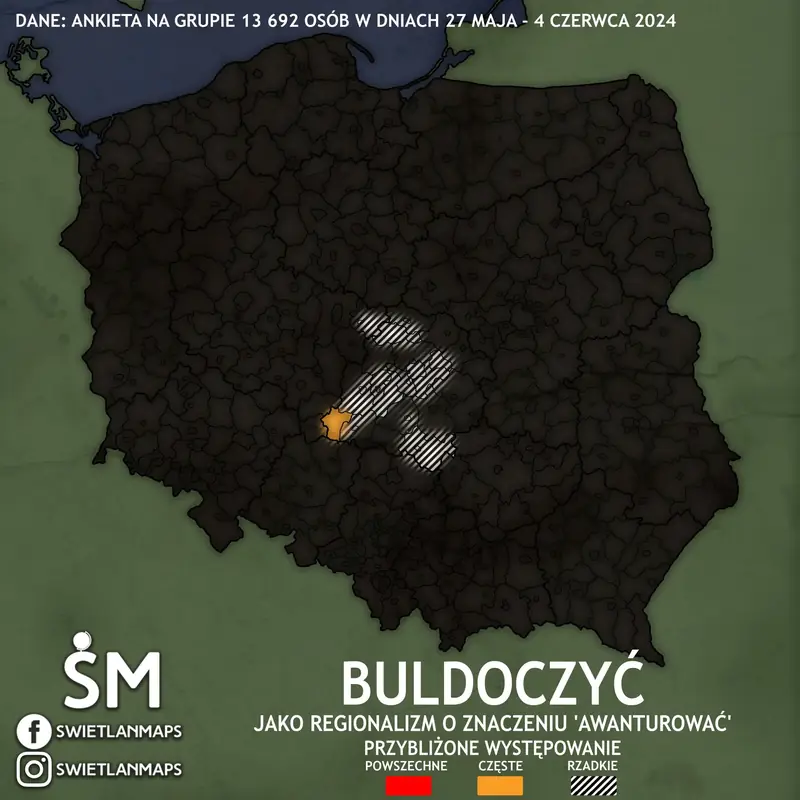 DANE: ANKIETA NA GRUPIE 13 692 OSÓB W DNIACH 27 MAJA - 4 CZERWCA 2024
ŚM
SWIETLANMAPS
SWIETLANMAPS
BULDOCZYĆ
JAKO REGIONALIZM O ZNACZENIU 'AWANTUROWAĆ'
PRZYBLIŻONE WYSTĘPOWANIE
POWSZECHNE CZĘSTE RZADKIE